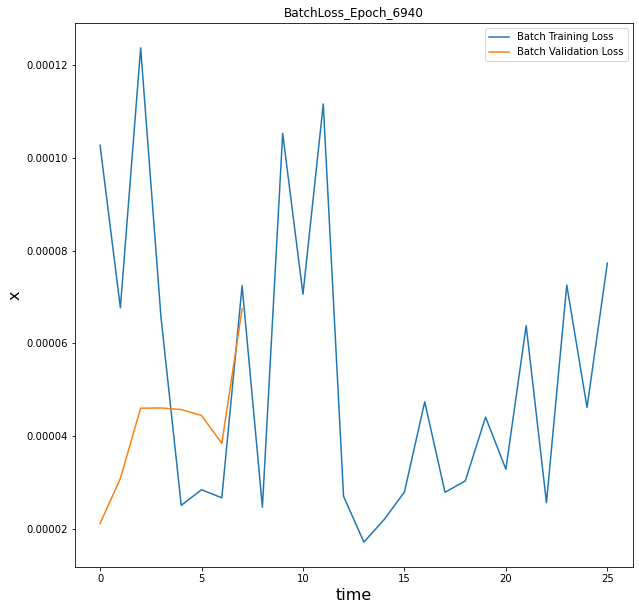 BatchLoss_Epoch_6940
Batch Training Loss
Batch Validation Loss
0.00012
0.00010
0.00008
0.00006
0.00004
0.00002
x
0 5 10 15 20 25
time